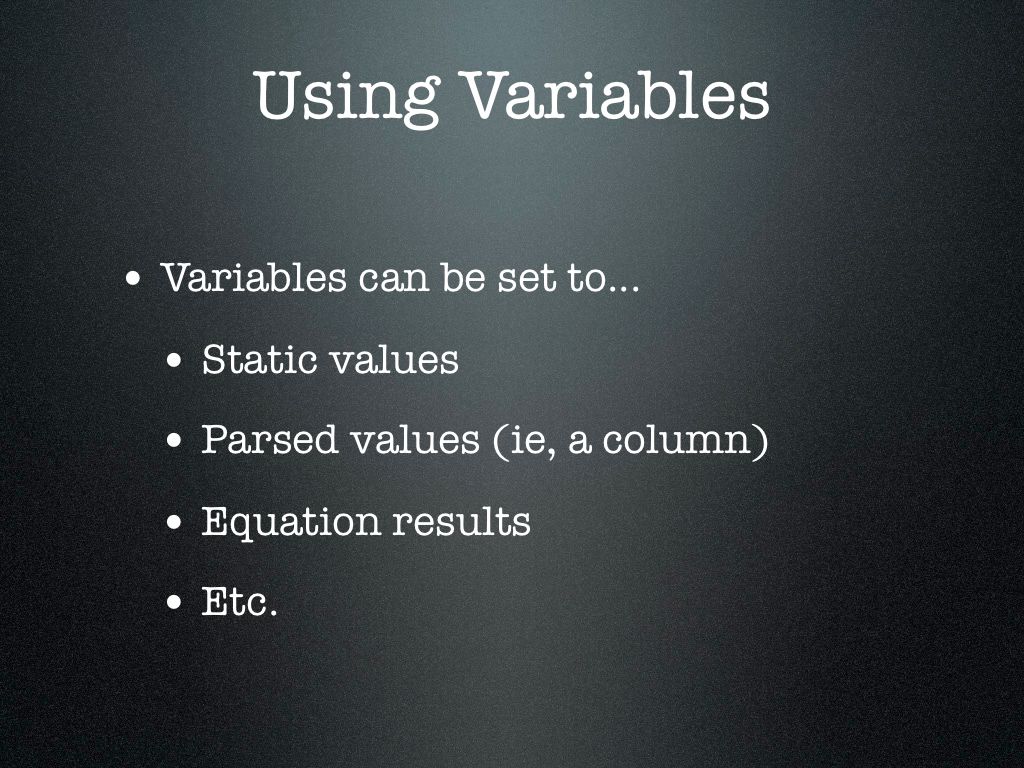 Using Variables
• Variables can be set to...
• Static values
• Parsed values (ie, a column)
• Equation results
• Etc.